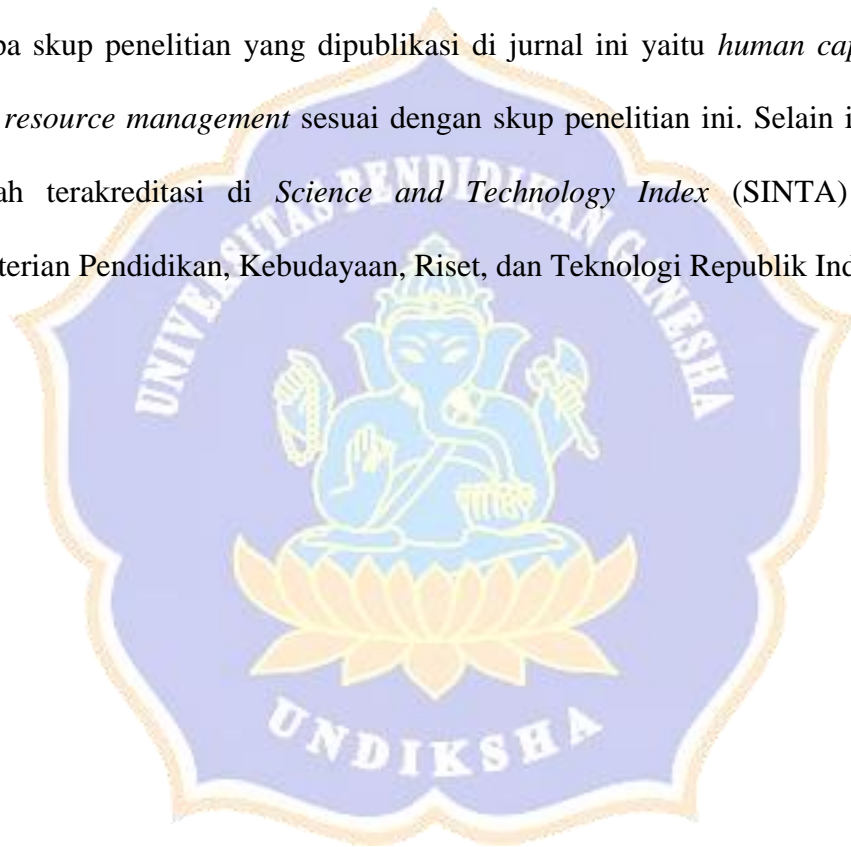 pa skup penelitian yang dipublikasi di jurnal ini yaitu human cap
resource management sesuai dengan skup penelitian ini. Selain i
ah terakreditasi di Science and Technology Index (SINTA)
terian Pendidikan, Kebudayaan, Riset, dan Teknologi Republik Ind
UNIVERSITAS PENDIDIKAN GANESHA
UNDIKSHA